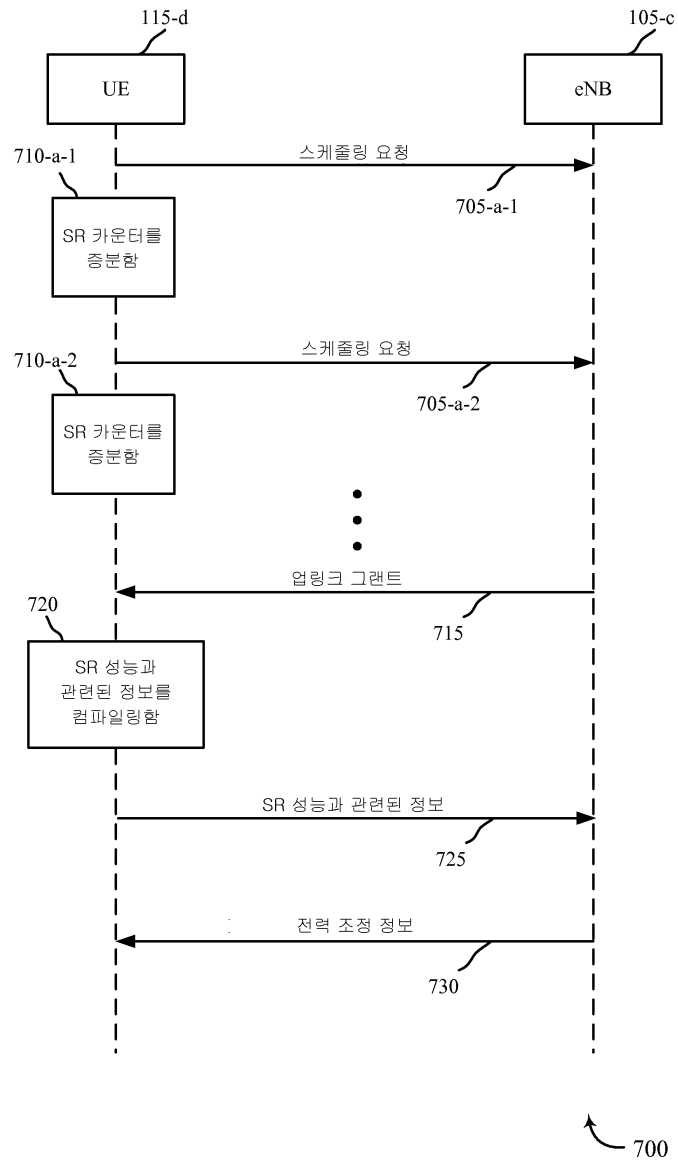 115-d
105-c
UE
eNB
710-a-1
스케줄링 요청
705-a-1
SR 카운터를
증분함
710-a-2
스케줄링 요청
705-a-2
SR 카운터를
증분함
업링크 그랜트
715
720
SR 성능과
관련된 정보를
컴파일링함
SR 성능과 관련된 정보
725
전력 조정 정보
730
700